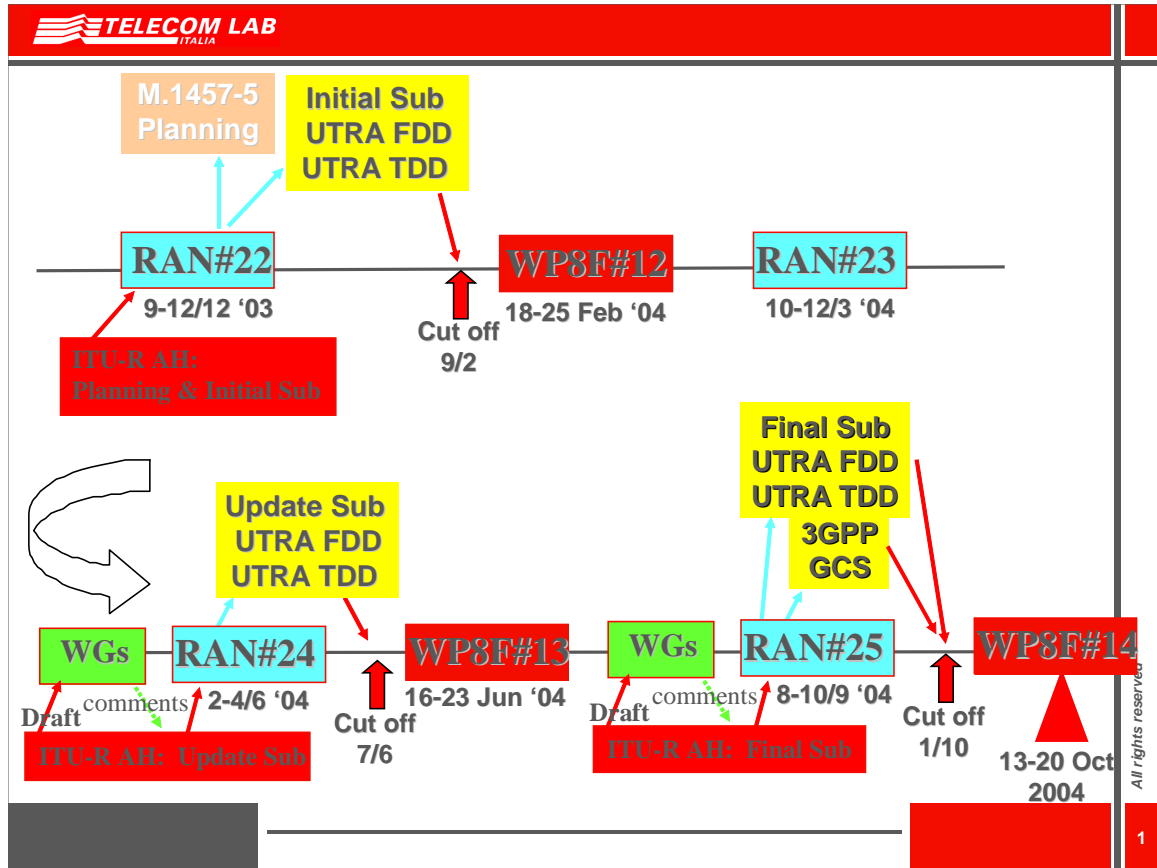 TELECOM LAB
ITALIA
M.1457-5
Planning
Initial Sub
UTRA FDD
UTRA TDD
RAN#22
WP8F#12
RAN#23
9-12/12 ‘03
18-25 Feb ‘04
10-12/3 ‘04
Cut off
9/2
ITU-R AH:
Planning & Initial Sub
Final Sub
UTRA FDD
UTRA TDD
3GPP
GCS
Update Sub
UTRA FDD
UTRA TDD
WGs
RAN#24
WP8F#13
WGs
RAN#25
WP8F#14
Draft
comments
2-4/6 ‘04
16-23 Jun ‘04
Draft
comments
8-10/9 ‘04
Cut off
7/6
Cut off
1/10
ITU-R AH: Update Sub
ITU-R AH: Final Sub
13-20 Oct
2004
All rights reserved
1